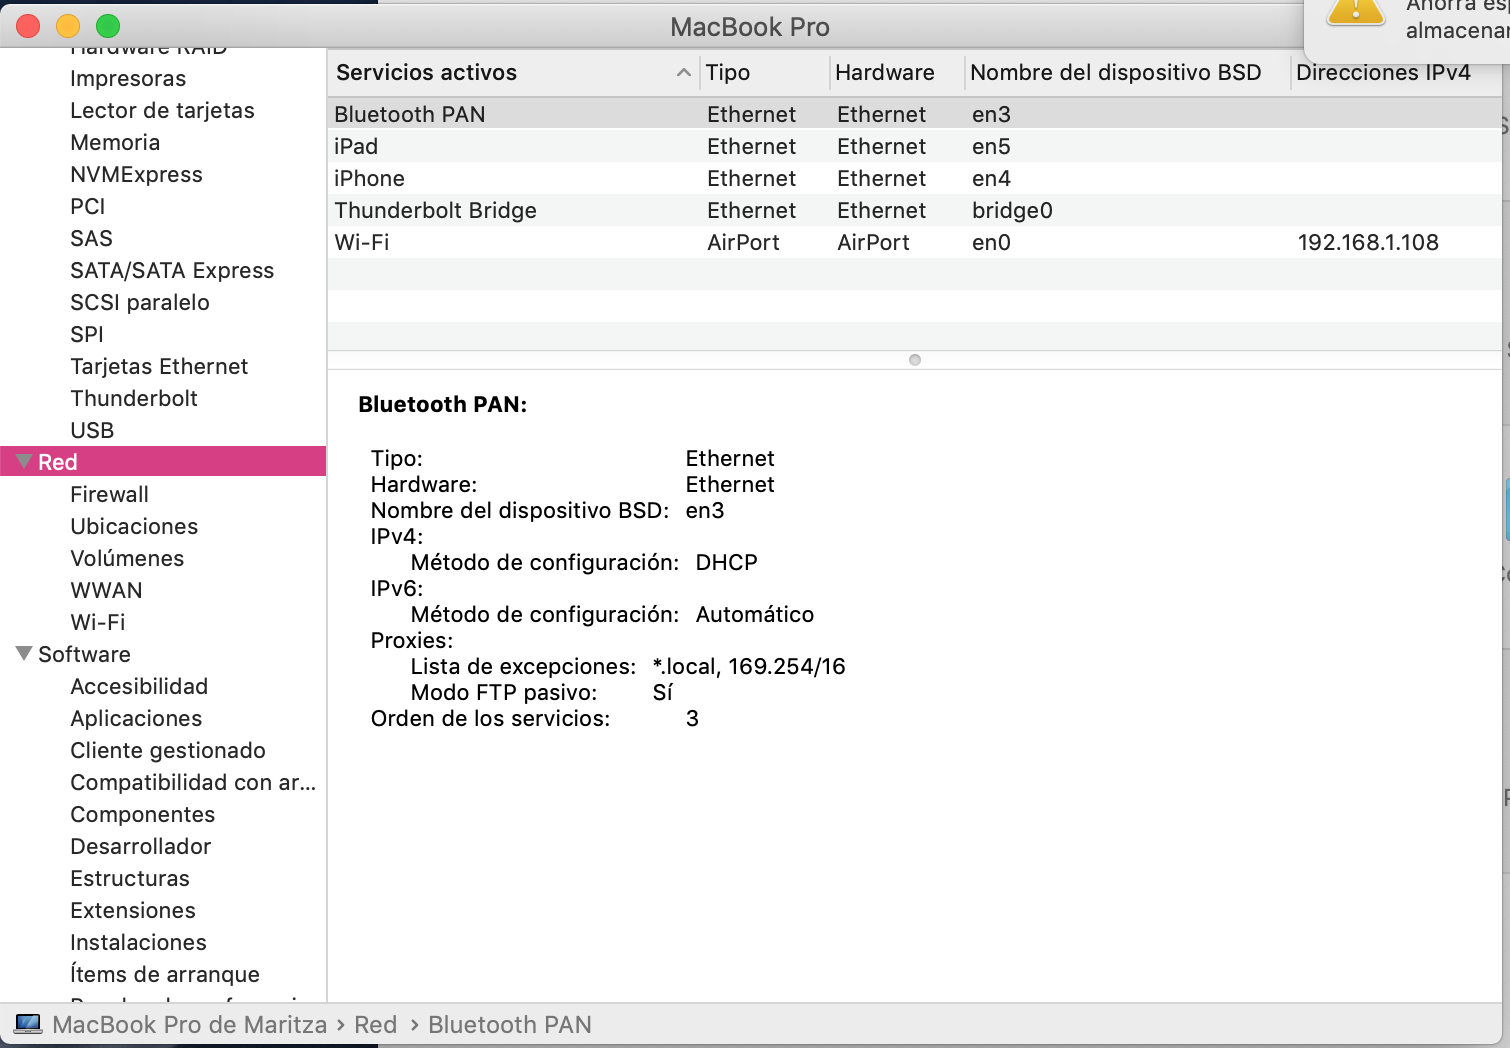 MacBook Pro
almacenar
Hardware RAID
Impresoras
Lector de tarjetas
Memoria
NVMExpress
PCI
SAS
SATA/SATA Express
SCSI paralelo
SPI
Tarjetas Ethernet
Thunderbolt
USB
Red
Firewall
Ubicaciones
Volúmenes
WWAN
Wi-Fi
Software
Accesibilidad
Aplicaciones
Cliente gestionado
Compatibilidad con ar...
Componentes
Desarrollador
Estructuras
Extensiones
Instalaciones
Ítems de arranque
Servicios activos Tipo Hardware Nombre del dispositivo BSD Direcciones IPv4
Bluetooth PAN Ethernet Ethernet en3
iPad Ethernet Ethernet en5
iPhone Ethernet Ethernet en4
Thunderbolt Bridge Ethernet Ethernet bridge0
Wi-Fi AirPort AirPort en0 192.168.1.108
Bluetooth PAN:
Tipo: Ethernet
Hardware: Ethernet
Nombre del dispositivo BSD: en3
IPv4:
Método de configuración: DHCP
IPv6:
Método de configuración: Automático
Proxies:
Lista de excepciones: *.local, 169.254/16
Modo FTP pasivo: Sí
Orden de los servicios: 3
MacBook Pro de Maritza › Red › Bluetooth PAN